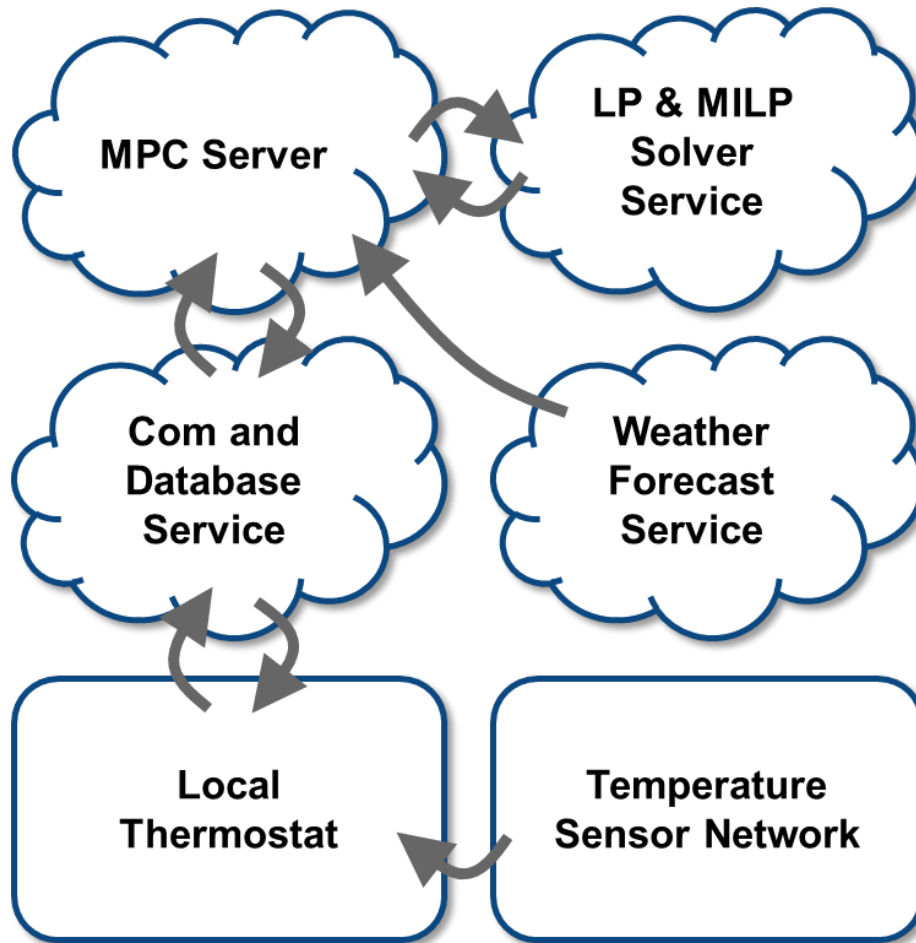 MPC Server
LP & MILP
Solver
Service
Com and
Database
Service
Weather
Forecast
Service
Local
Thermostat
Temperature
Sensor Network